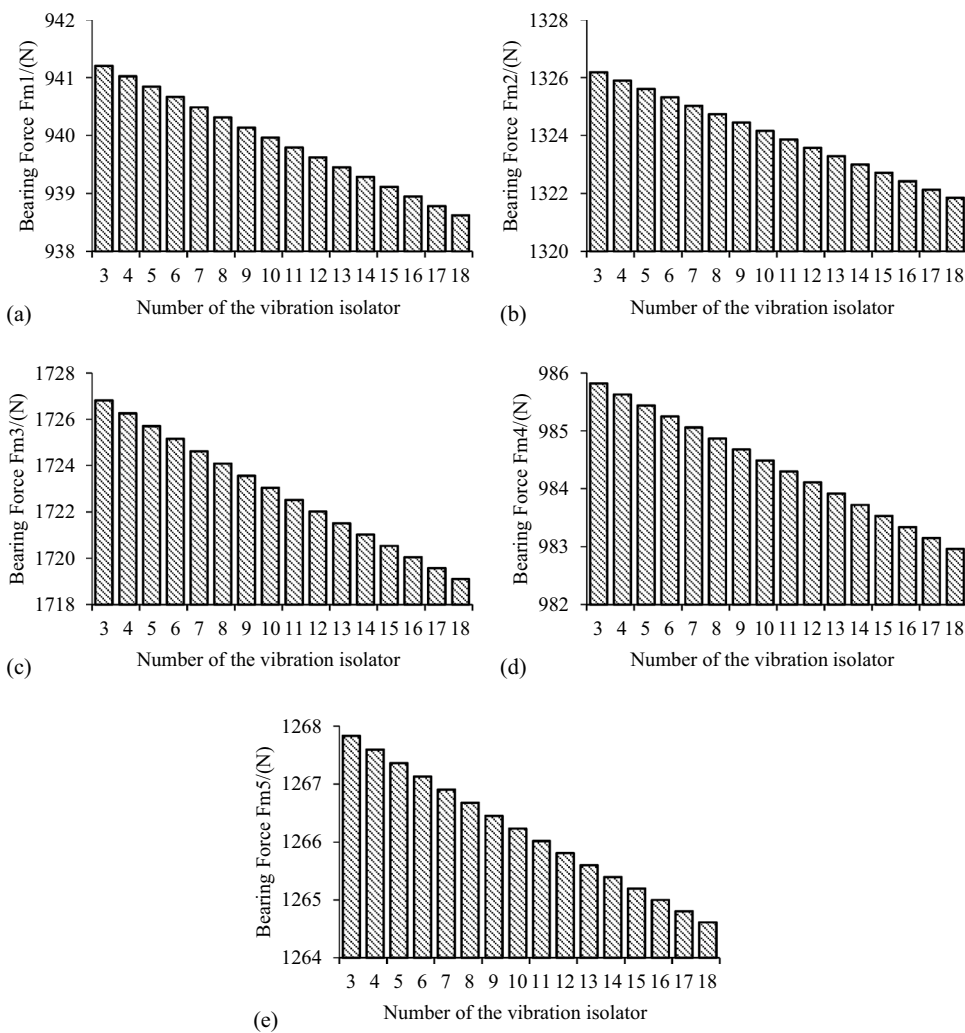 Bearing Force Fm1/(N)
942
941
940
939
938
3 4 5 6 7 8 9 10 11 12 13 14 15 16 17 18
Number of the vibration isolator
(a)
Bearing Force Fm2/(N)
1328
1326
1324
1322
1320
3 4 5 6 7 8 9 10 11 12 13 14 15 16 17 18
Number of the vibration isolator
(b)
Bearing Force Fm3/(N)
1728
1726
1724
1722
1720
1718
3 4 5 6 7 8 9 10 11 12 13 14 15 16 17 18
Number of the vibration isolator
(c)
Bearing Force Fm4/(N)
986
985
984
983
982
3 4 5 6 7 8 9 10 11 12 13 14 15 16 17 18
Number of the vibration isolator
(d)
Bearing Force Fm5/(N)
1268
1267
1266
1265
1264
3 4 5 6 7 8 9 10 11 12 13 14 15 16 17 18
Number of the vibration isolator
(e)